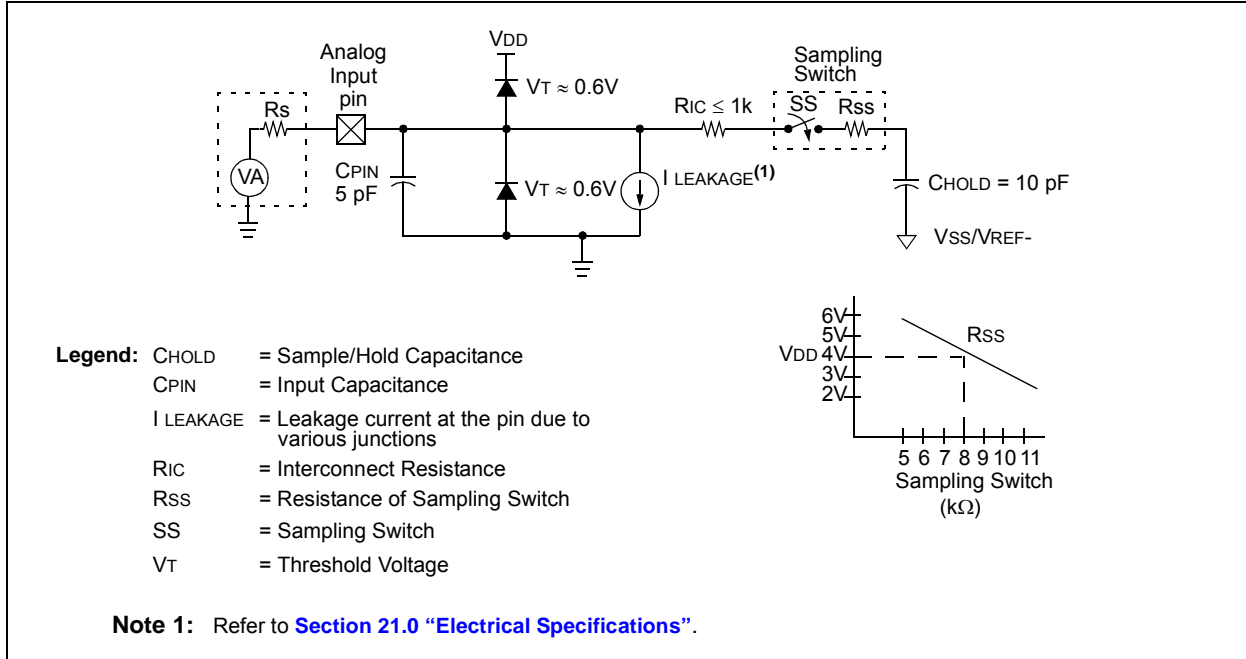 VDD
Analog
Input
pin
Sampling
Switch
VT ≈ 0.6V
Rs
RIC ≤ 1k
SS
Rss
VA
CPIN
5 pF
VT ≈ 0.6V
I LEAKAGE(1)
CHOLD = 10 pF
VSS/VREF-
6V
5V
VDD 4V
3V
2V
RSS
5 6 7 8 9 10 11
Sampling Switch
(kΩ)
Legend: CHOLD = Sample/Hold Capacitance
CPIN = Input Capacitance
I LEAKAGE = Leakage current at the pin due to
various junctions
RIC = Interconnect Resistance
RSS = Resistance of Sampling Switch
SS = Sampling Switch
VT = Threshold Voltage
Note 1: Refer to Section 21.0 “Electrical Specifications”.